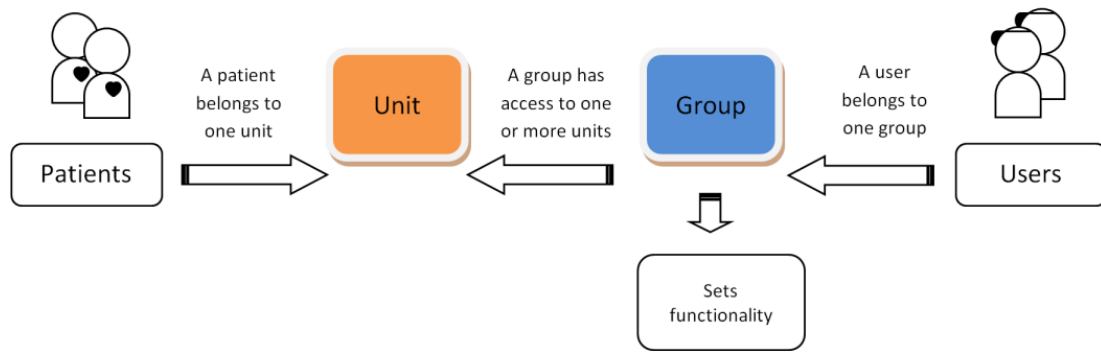 A patient
belongs to
one unit
Patients
Unit
A group has
access to one
or more units
Group
A user
belongs to
one group
Users
Sets
functionality